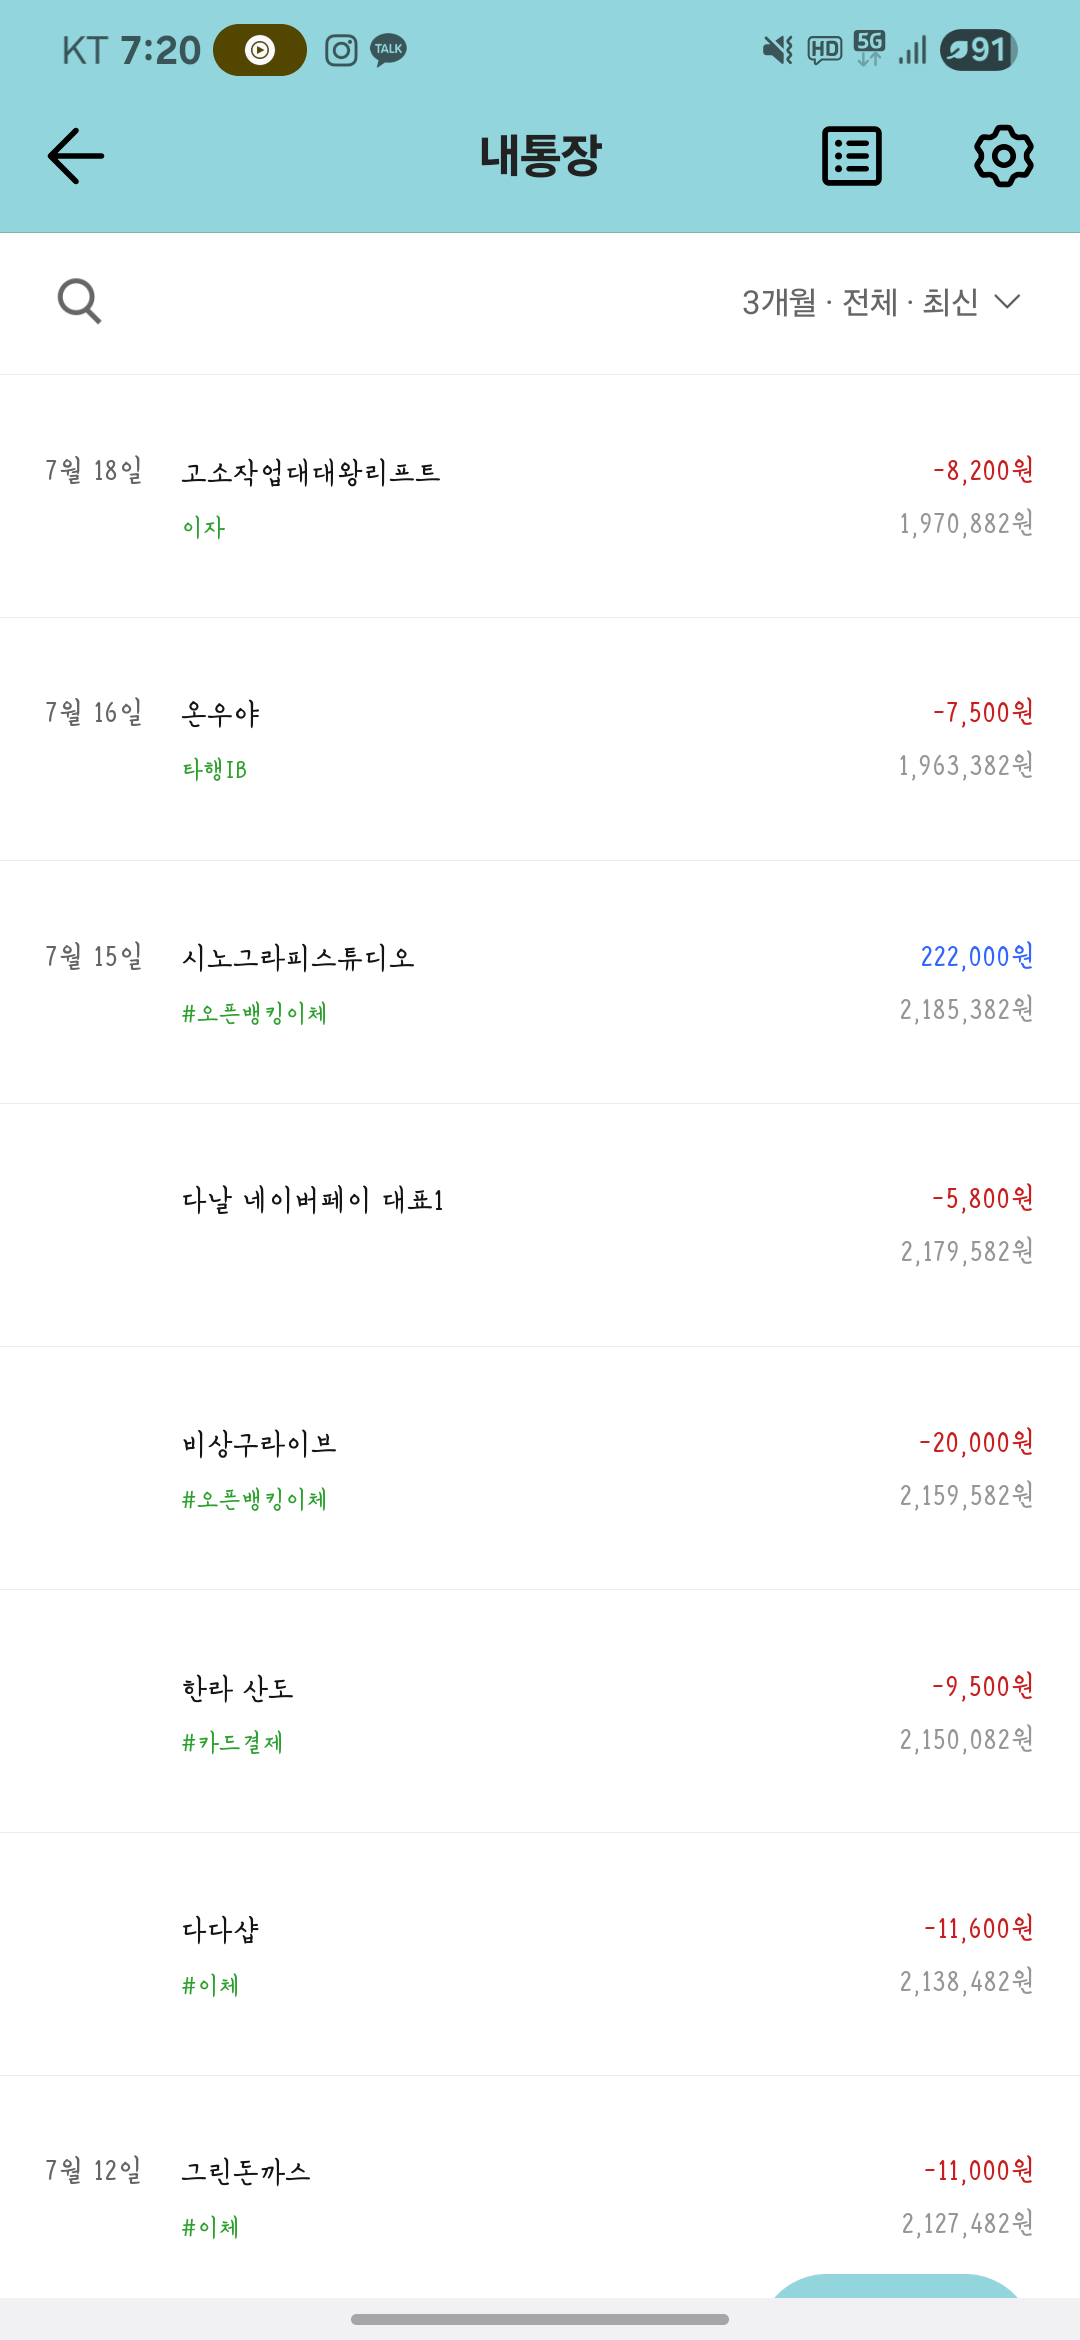 KT 7:20 TALK HD 5G 91
내통장
3개월 · 전체 · 최신
7월 18일 고소작업대대왕리프트 -8,200원
이자 1,970,882원
7월 16일 온우야 -7,500원
타행IB 1,963,382원
7월 15일 시노그라피스튜디오 222,000원
#오픈뱅킹이체 2,185,382원
다날 네이버페이 대표1 -5,800원
2,179,582원
비상구라이브 -20,000원
#오픈뱅킹이체 2,159,582원
한라 산도 -9,500원
#카드결제 2,150,082원
다다샵 -11,600원
#이체 2,138,482원
7월 12일 그린돈까스 -11,000원
#이체 2,127,482원